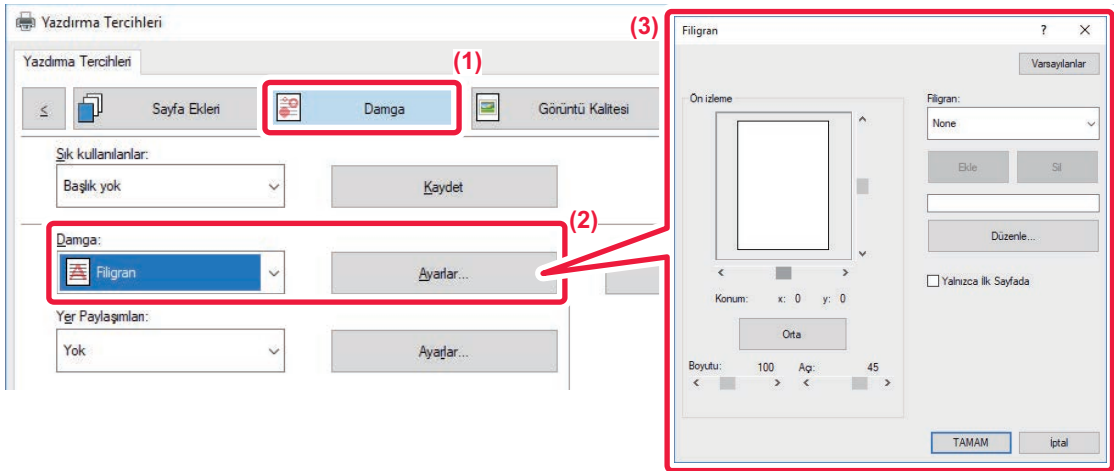 Yazdırma Tercihleri
Yazdırma Tercihleri
(1)
≤
Sayfa Ekleri
Damga
Görüntü Kalitesi
Sık kullanılanlar:
Başlık yok
Kaydet
(2)
Damga:
Filigran
Ayarlar...
Yer Paylaşımları:
Yok
Ayarlar...
(3)
Filigran
?
Varsayılanlar
Ön izleme
Konum: x: 0 y: 0
Orta
Boyutu: 100 Açı: 45
Filigran:
None
Ekle
Sil
Düzenle...
Yalnızca İlk Sayfada
TAMAM
İptal